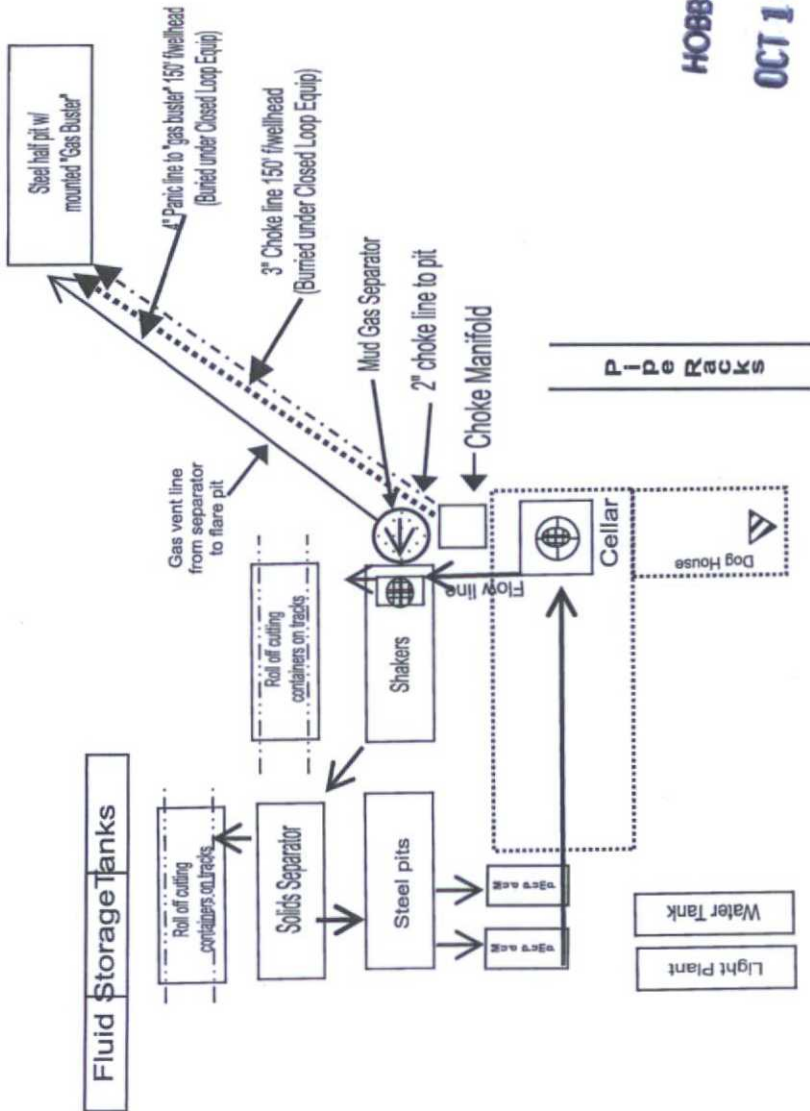 HOBB
OCT 1
Steel half pit w/
mounted "Gas Buster"
4" Panic line to "gas buster" 150' f/wellhead
(Buried under Closed Loop Equip)
3" Choke line 150' f/wellhead
(Burried under Closed Loop Equip)
Gas vent line
from separator
to flare pit
Mud Gas Separator
2" choke line to pit
Choke Manifold
Pipe Racks
Fluid StorageTanks
Roll off cutting
containers on tracks
Roll off cutting
containers on tracks
Solids Separator
Shakers
Flow line
Steel pits
Mud Pump
Mud Pump
Cellar
Dog House
Water Tank
Light Plant